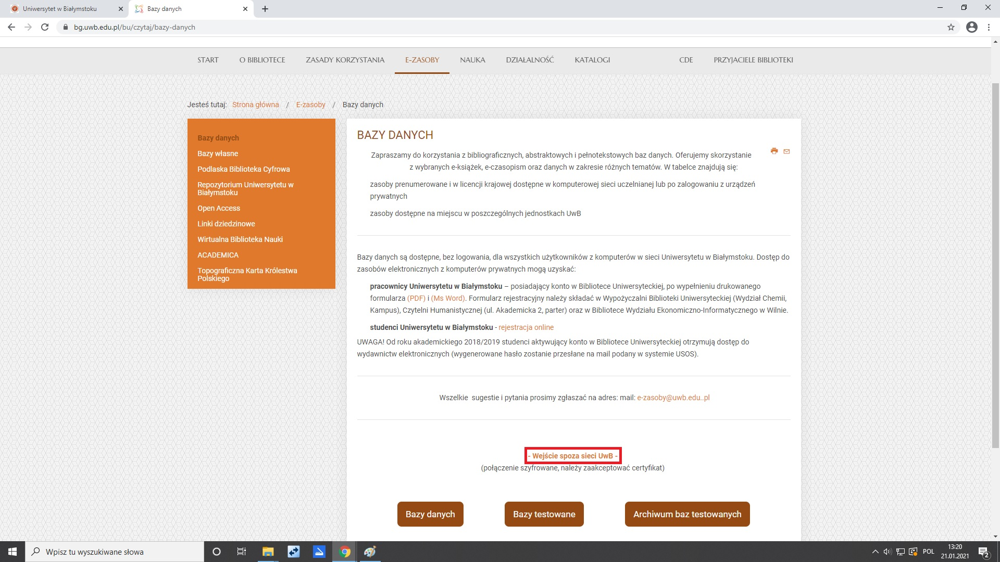 Uniwersytet w Białymstoku
Bazy danych
bg.uwb.edu.pl/bu/czytaj/bazy-danych
START O BIBLIOTECE ZASADY KORZYSTANIA E-ZASOBY NAUKA DZIAŁALNOŚĆ KATALOGI CDE PRZYJACIELE BIBLIOTEKI
Jesteś tutaj: Strona główna / E-zasoby / Bazy danych
Bazy danych
Bazy własne
Podlaska Biblioteka Cyfrowa
Repozytorium Uniwersytetu w
Białymstoku
Open Access
Linki dziedzinowe
Wirtualna Biblioteka Nauki
ACADEMICA
Topograficzna Karta Królestwa
Polskiego
BAZY DANYCH
Zapraszamy do korzystania z bibliograficznych, abstraktowych i pełnotekstowych baz danych. Oferujemy skorzystanie
z wybranych e-książek, e-czasopism oraz danych w zakresie różnych tematów. W tabelce znajdują się:
zasoby prenumerowane i w licencji krajowej dostępne w komputerowej sieci uczelnianej lub po zalogowaniu z urządzeń
prywatnych
zasoby dostępne na miejscu w poszczególnych jednostkach UwB
Bazy danych są dostępne, bez logowania, dla wszystkich użytkowników z komputerów w sieci Uniwersytetu w Białymstoku. Dostęp do
zasobów elektronicznych z komputerów prywatnych mogą uzyskać:
pracownicy Uniwersytetu w Białymstoku – posiadający konto w Bibliotece Uniwersyteckiej, po wypełnieniu drukowanego
formularza (PDF) i (Ms Word). Formularz rejestracyjny należy składać w Wypożyczalni Biblioteki Uniwersyteckiej (Wydział Chemii,
Kampus), Czytelni Humanistycznej (ul. Akademicka 2, parter) oraz w Bibliotece Wydziału Ekonomiczno-Informatycznego w Wilnie.
studenci Uniwersytetu w Białymstoku - rejestracja online
UWAGA! Od roku akademickiego 2018/2019 studenci aktywujący konto w Bibliotece Uniwersyteckiej otrzymują dostęp do
wydawnictw elektronicznych (wygenerowane hasło zostanie przesłane na mail podany w systemie USOS).
Wszelkie sugestie i pytania prosimy zgłaszać na adres: mail: e-zasoby@uwb.edu..pl
- Wejście spoza sieci UwB -
(połączenie szyfrowane, należy zaakceptować certyfikat)
Bazy danych Bazy testowane Archiwum baz testowanych
Wpisz tu wyszukiwane słowa
POL
13:20
21.01.2021
2